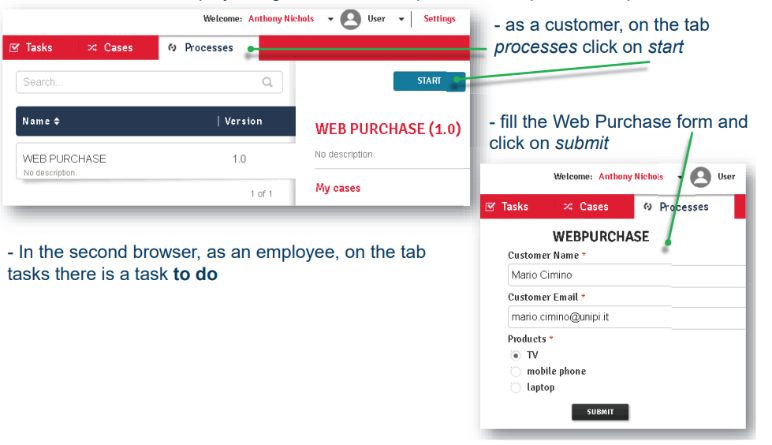 Welcome: Anthony Nichols User Settings
Tasks Cases Processes
Search...
START
Name Version
WEB PURCHASE (1.0)
WEB PURCHASE 1.0
No description.
No description.
1 of 1
My cases
- as a customer, on the tab
processes click on start
- fill the Web Purchase form and
click on submit
Welcome: Anthony Nichols User
Tasks Cases Processes
WEBPURCHASE
Customer Name *
Mario Cimino
Customer Email *
mario.cimino@unipi.it
Products *
TV
mobile phone
laptop
SUBMIT
- In the second browser, as an employee, on the tab
tasks there is a task to do